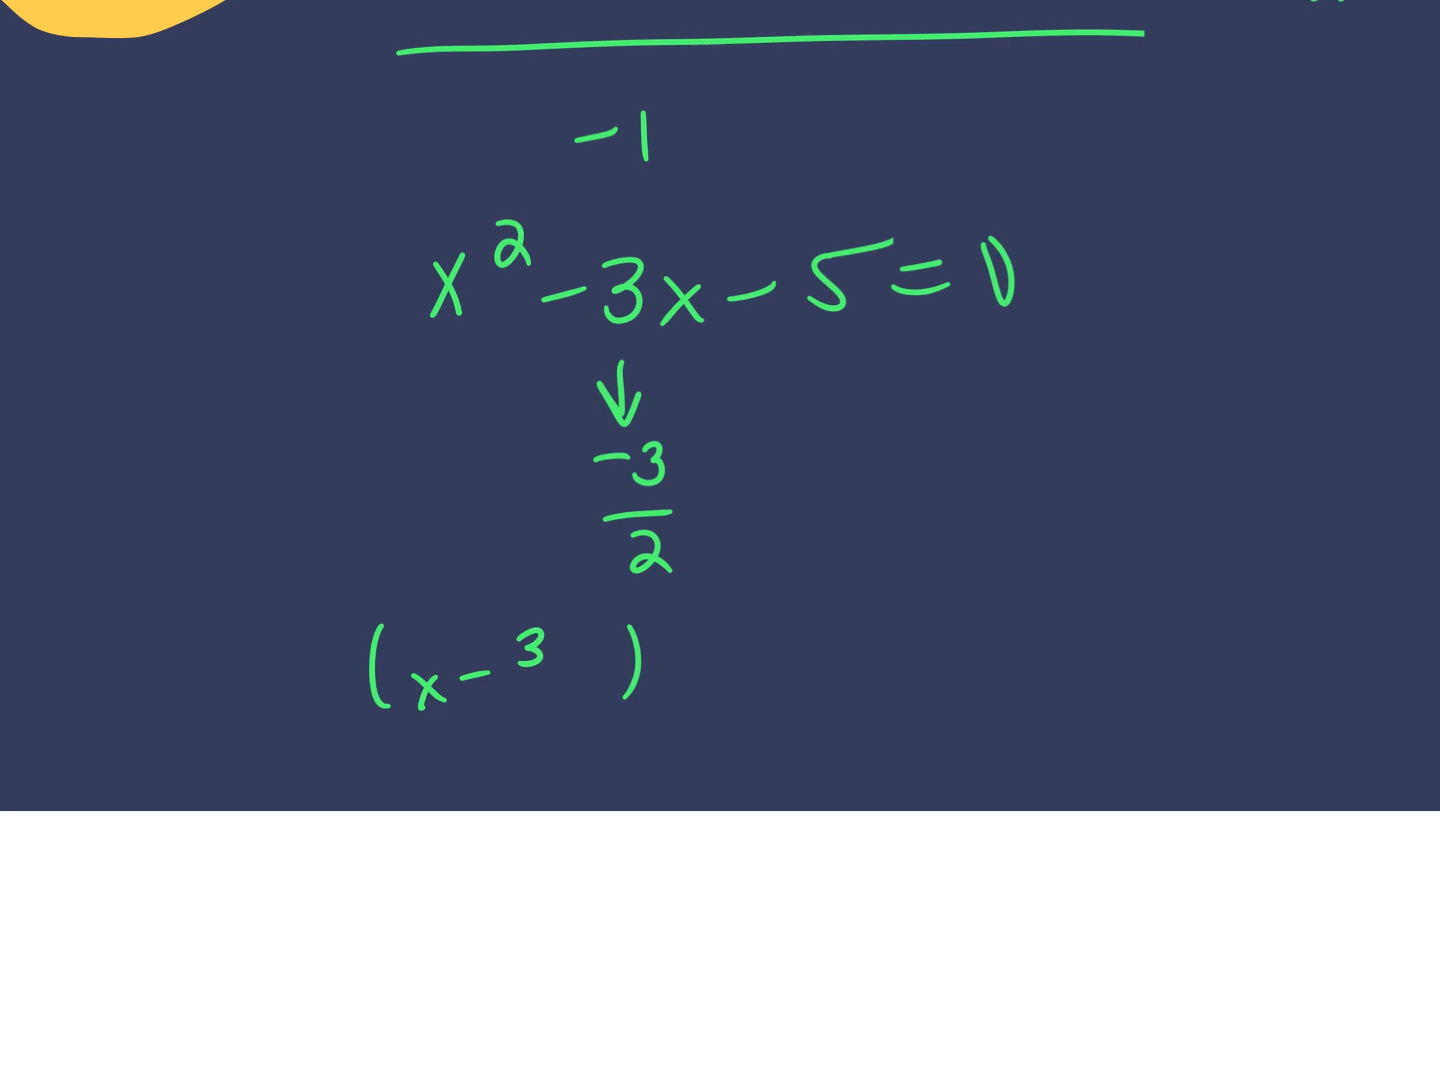 -1
x² - 3x - 5 = 0
↓
-3
2
(x - 3 )